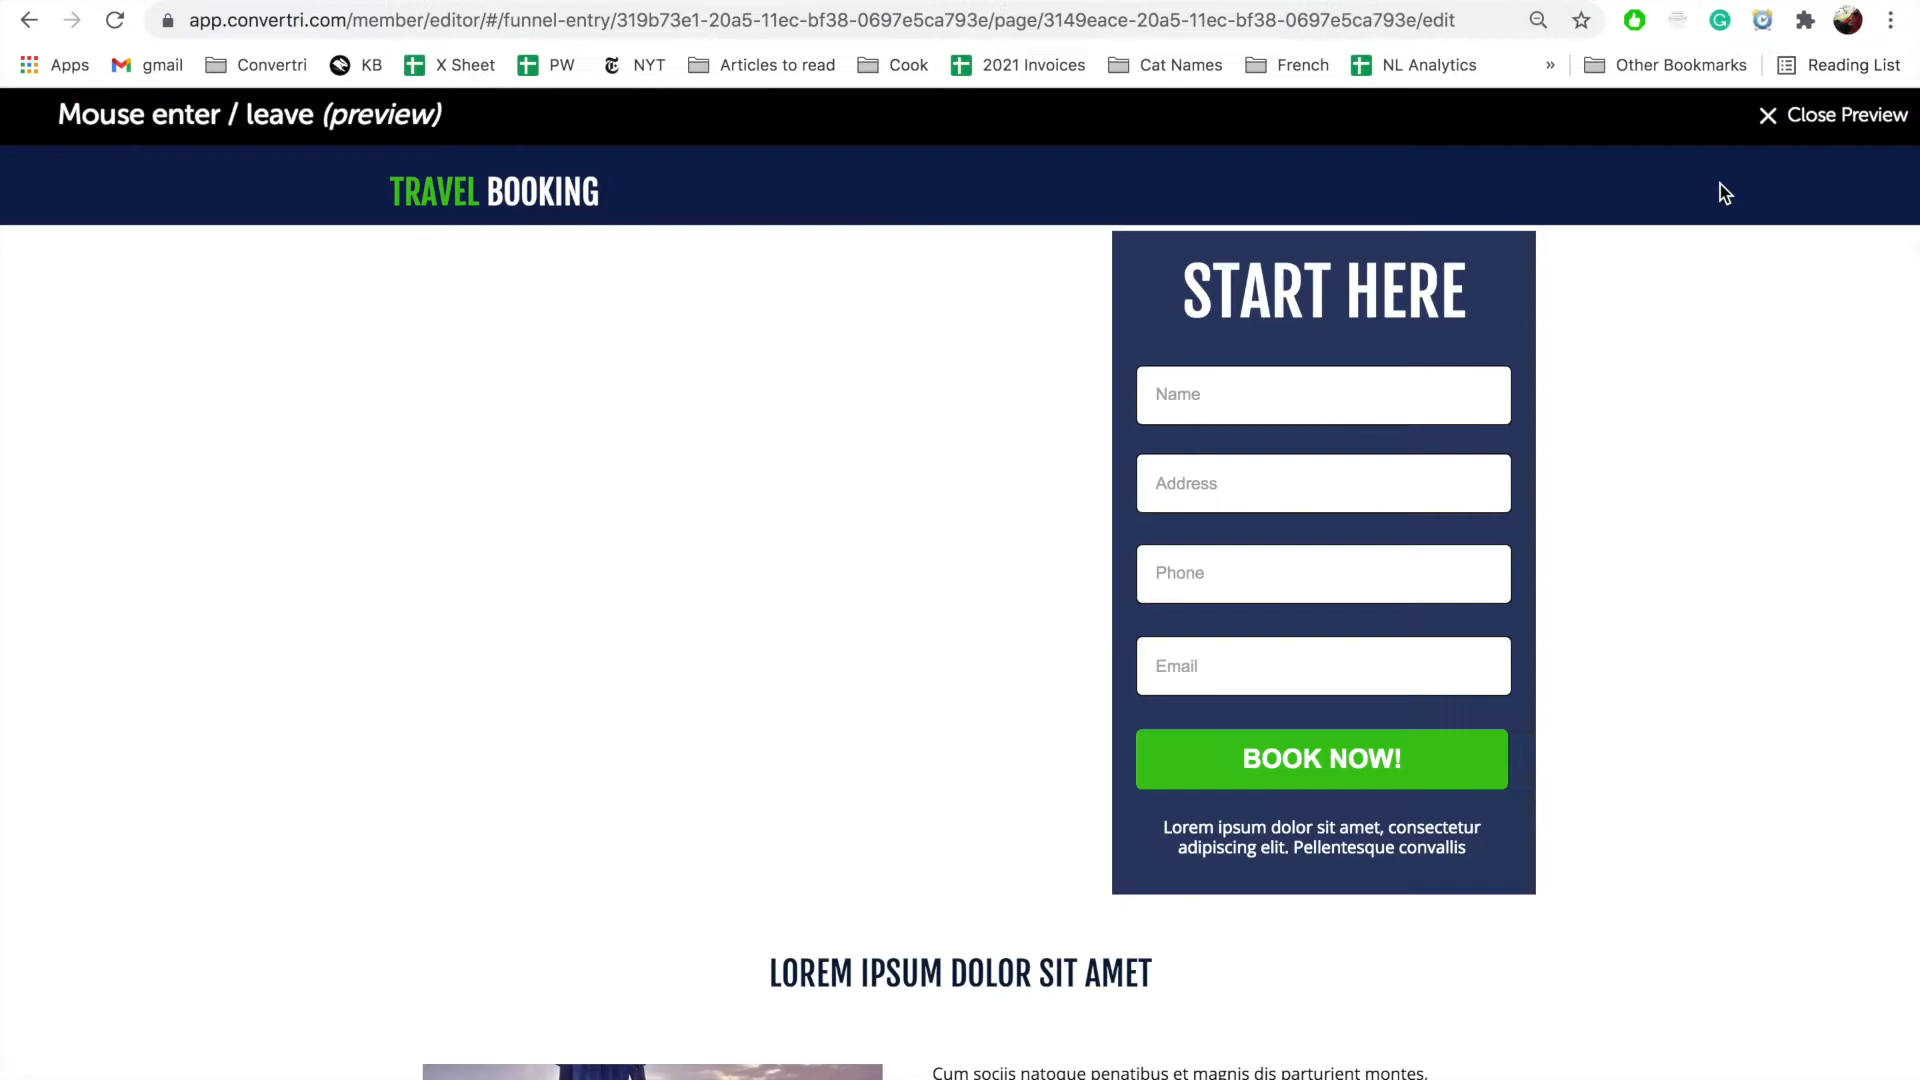 app.convertri.com/member/editor/#/funnel-entry/319b73e1-20a5-11ec-bf38-0697e5ca793e/page/3149eace-20a5-11ec-bf38-0697e5ca793e/edit
Apps gmail Convertri KB X Sheet PW NYT Articles to read Cook 2021 Invoices Cat Names French NL Analytics » Other Bookmarks Reading List
Mouse enter / leave (preview)
Close Preview
TRAVEL BOOKING
START HERE
Name
Address
Phone
Email
BOOK NOW!
Lorem ipsum dolor sit amet, consectetur
adipiscing elit. Pellentesque convallis
LOREM IPSUM DOLOR SIT AMET
Cum sociis natoque penatibus et magnis dis parturient montes,